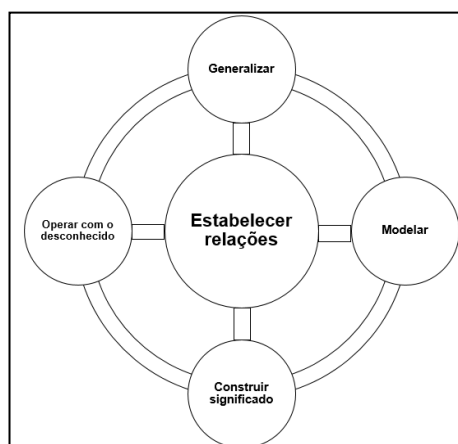 Generalizar
Estabelecer
relações
Operar com o
desconhecido
Modelar
Construir
significado